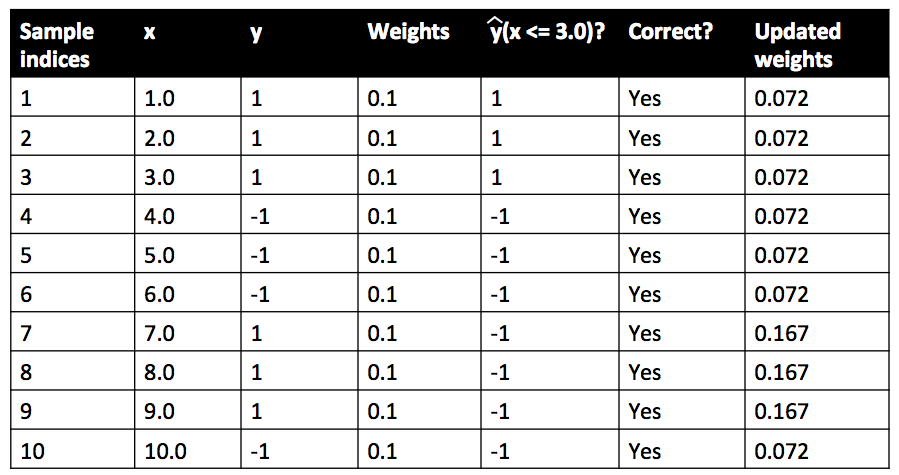 Sample indices x y Weights ŷ(x <= 3.0)? Correct? Updated weights
1 1.0 1 0.1 1 Yes 0.072
2 2.0 1 0.1 1 Yes 0.072
3 3.0 1 0.1 1 Yes 0.072
4 4.0 -1 0.1 -1 Yes 0.072
5 5.0 -1 0.1 -1 Yes 0.072
6 6.0 -1 0.1 -1 Yes 0.072
7 7.0 1 0.1 -1 Yes 0.167
8 8.0 1 0.1 -1 Yes 0.167
9 9.0 1 0.1 -1 Yes 0.167
10 10.0 -1 0.1 -1 Yes 0.072